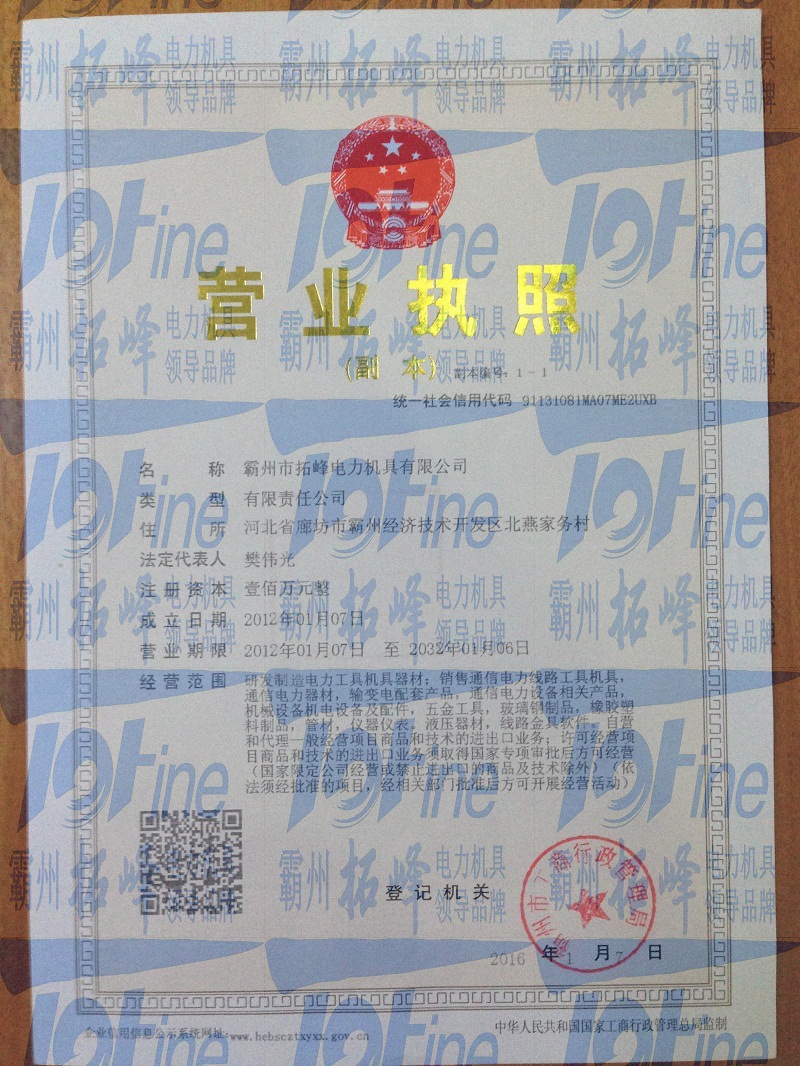 营业执照
(副 本) 副本编号: 1 - 1
统一社会信用代码 91131081MA07ME2UXB
名 称 霸州市拓峰电力机具有限公司
类 型 有限责任公司
住 所 河北省廊坊市霸州经济技术开发区北燕家务村
法定代表人 樊伟光
注册资本 壹佰万元整
成立日期 2012年01月07日
营业期限 2012年01月07日 至 2032年01月06日
经营范围 研发制造电力工具机具器材；销售通信电力线路工具机具，
通信电力器材，输变电配套产品，通信电力设备相关产品，
机械设备机电设备及配件，五金工具，玻璃钢制品，橡胶塑
料制品，管材，仪器仪表，液压器材，线路金具软件，自营
和代理一般经营项目商品和技术的进出口业务；许可经营项
目商品和技术的进出口业务须取得国家专项审批后方可经营
（国家限定公司经营或禁止进出口的商品及技术除外）（依
法须经批准的项目，经相关部门批准后方可开展经营活动）
登记机关
霸州市工商行政管理局
2016 年 1 月 7 日
企业信用信息公示系统网址:www.hebscztxyxx.gov.cn
中华人民共和国国家工商行政管理总局监制
霸州拓峰 电力机具
领导品牌